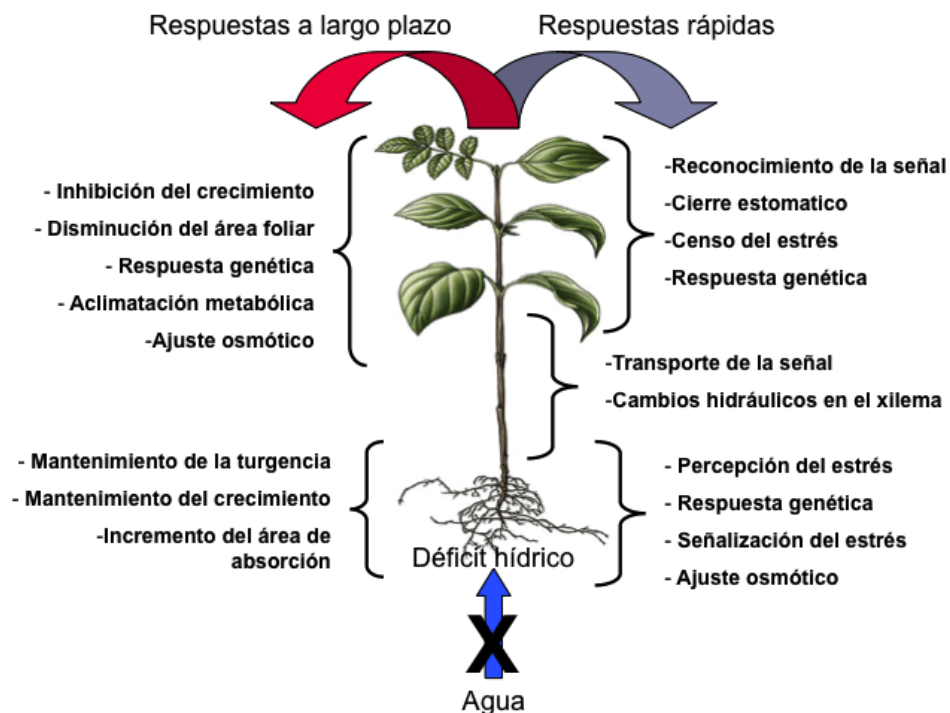 Respuestas a largo plazo
Respuestas rápidas
- Inhibición del crecimiento
- Disminución del área foliar
- Respuesta genética
- Aclimatación metabólica
-Ajuste osmótico
-Reconocimiento de la señal
-Cierre estomatico
-Censo del estrés
-Respuesta genética
-Transporte de la señal
-Cambios hidráulicos en el xilema
- Mantenimiento de la turgencia
- Mantenimiento del crecimiento
-Incremento del área de
absorción
- Percepción del estrés
- Respuesta genética
- Señalización del estrés
- Ajuste osmótico
Déficit hídrico
X
Agua